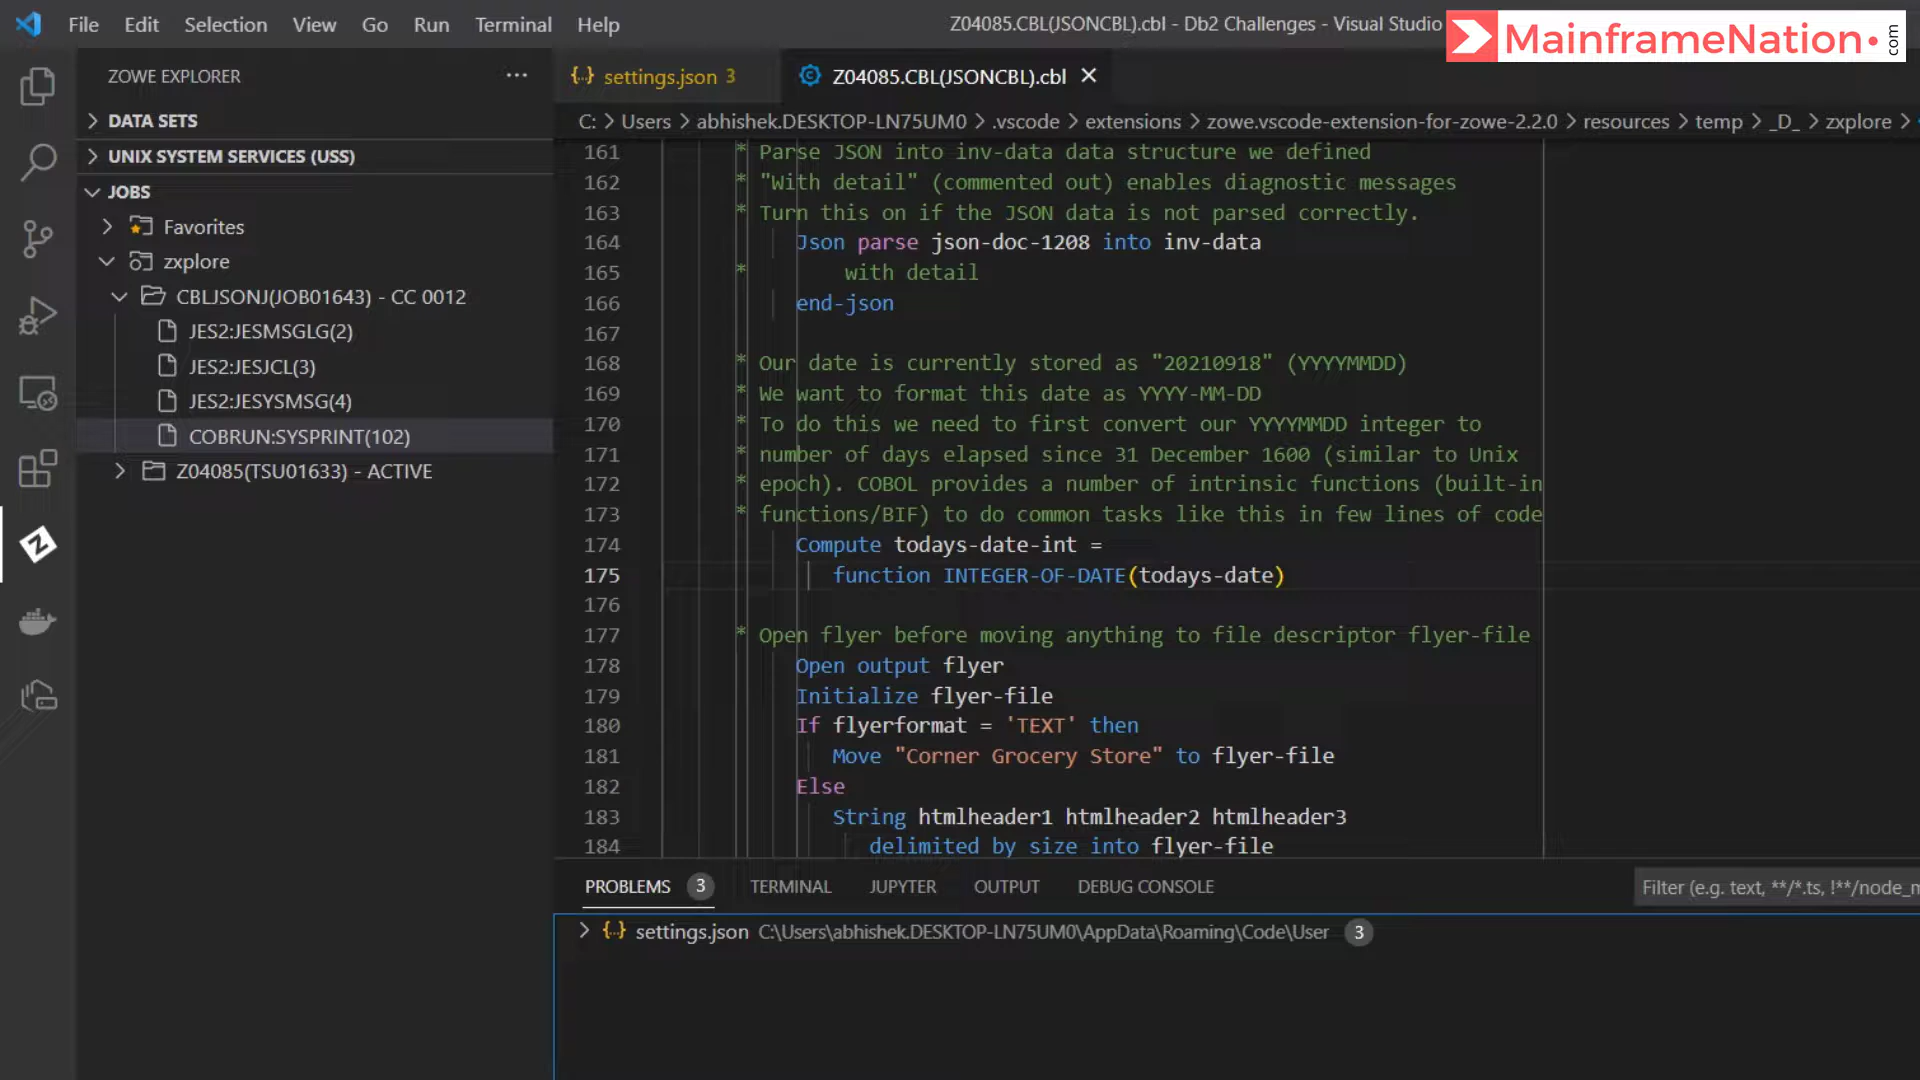 File Edit Selection View Go Run Terminal Help
Z04085.CBL(JSONCBL).cbl - Db2 Challenges - Visual Studio
MainframeNation.com
ZOWE EXPLORER ...
DATA SETS
UNIX SYSTEM SERVICES (USS)
JOBS
Favorites
zxplore
CBLJSONJ(JOB01643) - CC 0012
JES2:JESMSGLG(2)
JES2:JESJCL(3)
JES2:JESYSMSG(4)
COBRUN:SYSPRINT(102)
Z04085(TSU01633) - ACTIVE
{} settings.json 3
Z04085.CBL(JSONCBL).cbl
C: > Users > abhishek.DESKTOP-LN75UM0 > .vscode > extensions > zowe.vscode-extension-for-zowe-2.2.0 > resources > temp > _D_ > zxplore >
161 * Parse JSON into inv-data data structure we defined
162 * "With detail" (commented out) enables diagnostic messages
163 * Turn this on if the JSON data is not parsed correctly.
164 Json parse json-doc-1208 into inv-data
165 * with detail
166 end-json
167
168 * Our date is currently stored as "20210918" (YYYYMMDD)
169 * We want to format this date as YYYY-MM-DD
170 * To do this we need to first convert our YYYYMMDD integer to
171 * number of days elapsed since 31 December 1600 (similar to Unix
172 * epoch). COBOL provides a number of intrinsic functions (built-in
173 * functions/BIF) to do common tasks like this in few lines of code
174 Compute todays-date-int =
175 function INTEGER-OF-DATE(todays-date)
176
177 * Open flyer before moving anything to file descriptor flyer-file
178 Open output flyer
179 Initialize flyer-file
180 If flyerformat = 'TEXT' then
181 Move "Corner Grocery Store" to flyer-file
182 Else
183 String htmlheader1 htmlheader2 htmlheader3
184 delimited by size into flyer-file
PROBLEMS 3 TERMINAL JUPYTER OUTPUT DEBUG CONSOLE
Filter (e.g. text, **/*.ts, !**/node_m
{} settings.json C:\Users\abhishek.DESKTOP-LN75UM0\AppData\Roaming\Code\User 3